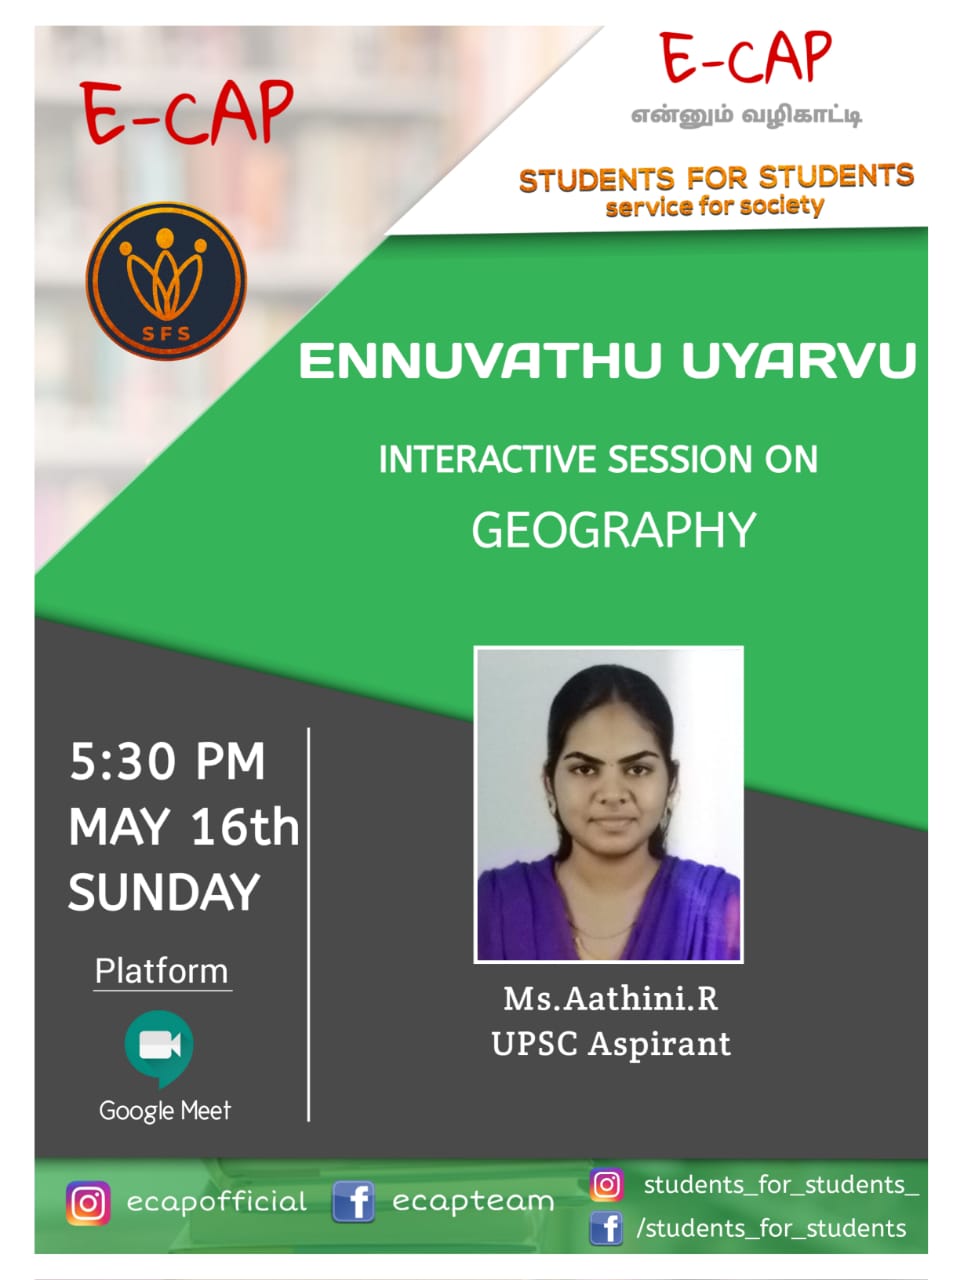 E-CAP
E-CAP
என்னும் வழிகாட்டி
STUDENTS FOR STUDENTS
service for society
SFS
ENNUVATHU UYARVU
INTERACTIVE SESSION ON
GEOGRAPHY
5:30 PM
MAY 16th
SUNDAY
Platform
Google Meet
Ms.Aathini.R
UPSC Aspirant
ecapofficial
ecapteam
students_for_students_
/students_for_students